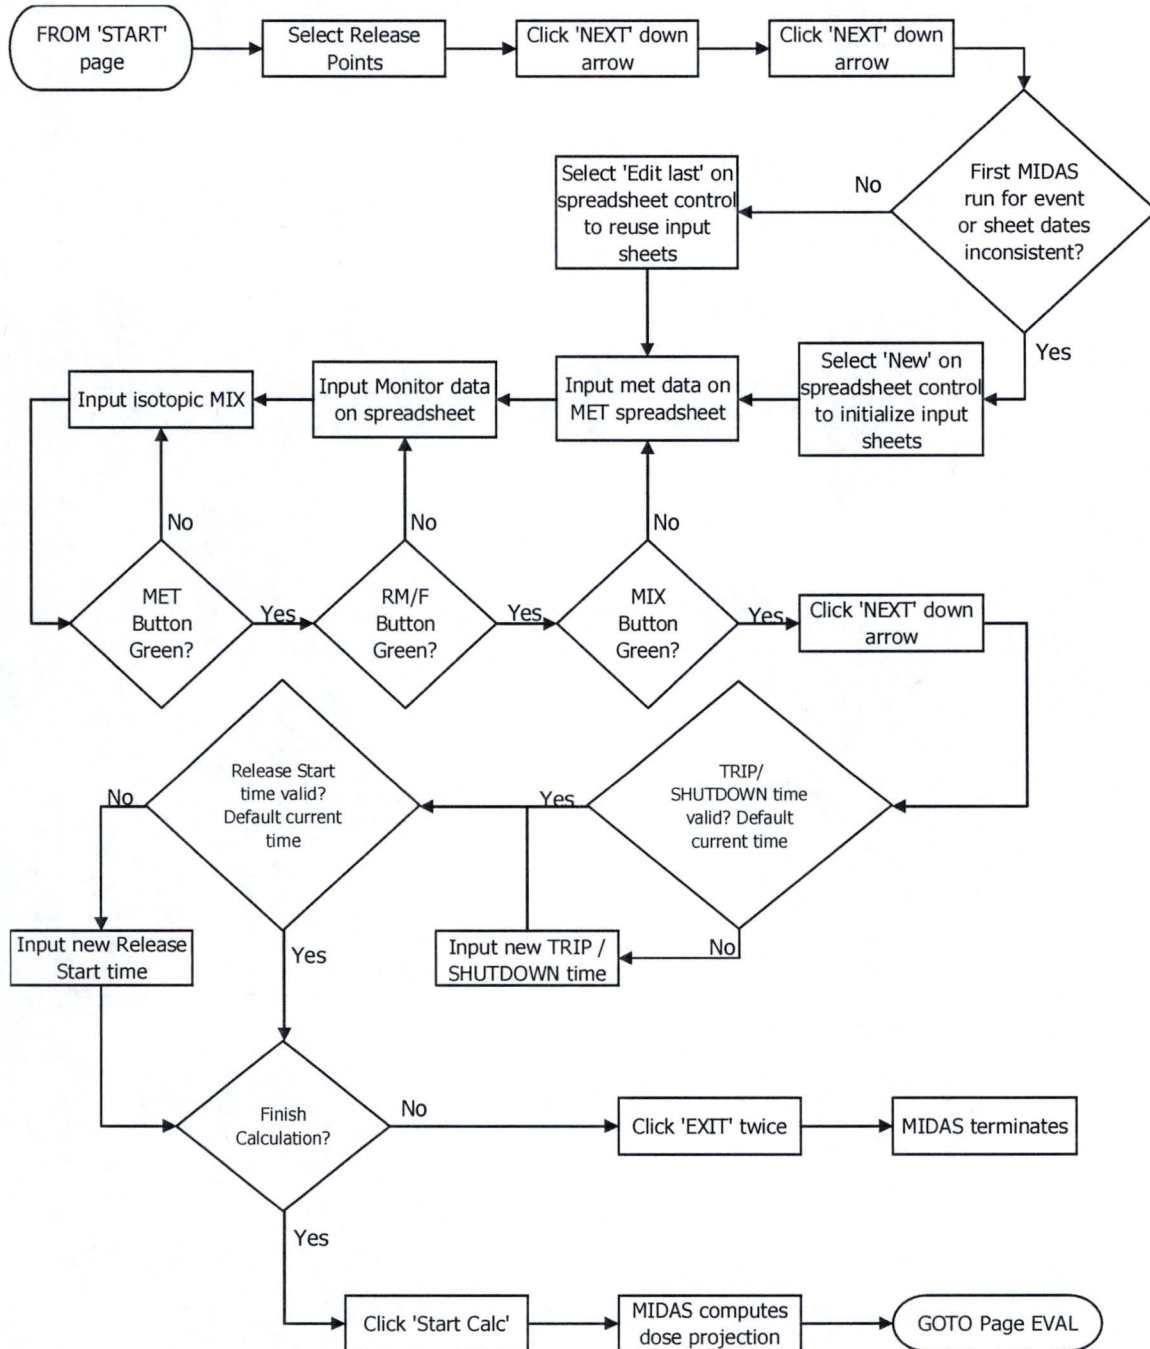 FROM 'START'
page
Select Release
Points
Click 'NEXT' down
arrow
Click 'NEXT' down
arrow
First MIDAS
run for event
or sheet dates
inconsistent?
No
Select 'Edit last' on
spreadsheet control
to reuse input
sheets
Yes
Select 'New' on
spreadsheet control
to initialize input
sheets
Input met data on
MET spreadsheet
Input Monitor data
on spreadsheet
Input isotopic MIX
No
No
No
MET
Button
Green?
Yes
RM/F
Button
Green?
Yes
MIX
Button
Green?
Yes
Click 'NEXT' down
arrow
TRIP/
SHUTDOWN time
valid? Default
current time
Yes
No
Input new TRIP /
SHUTDOWN time
Release Start
time valid?
Default current
time
No
Input new Release
Start time
Yes
Finish
Calculation?
No
Click 'EXIT' twice
MIDAS terminates
Yes
Click 'Start Calc'
MIDAS computes
dose projection
GOTO Page EVAL